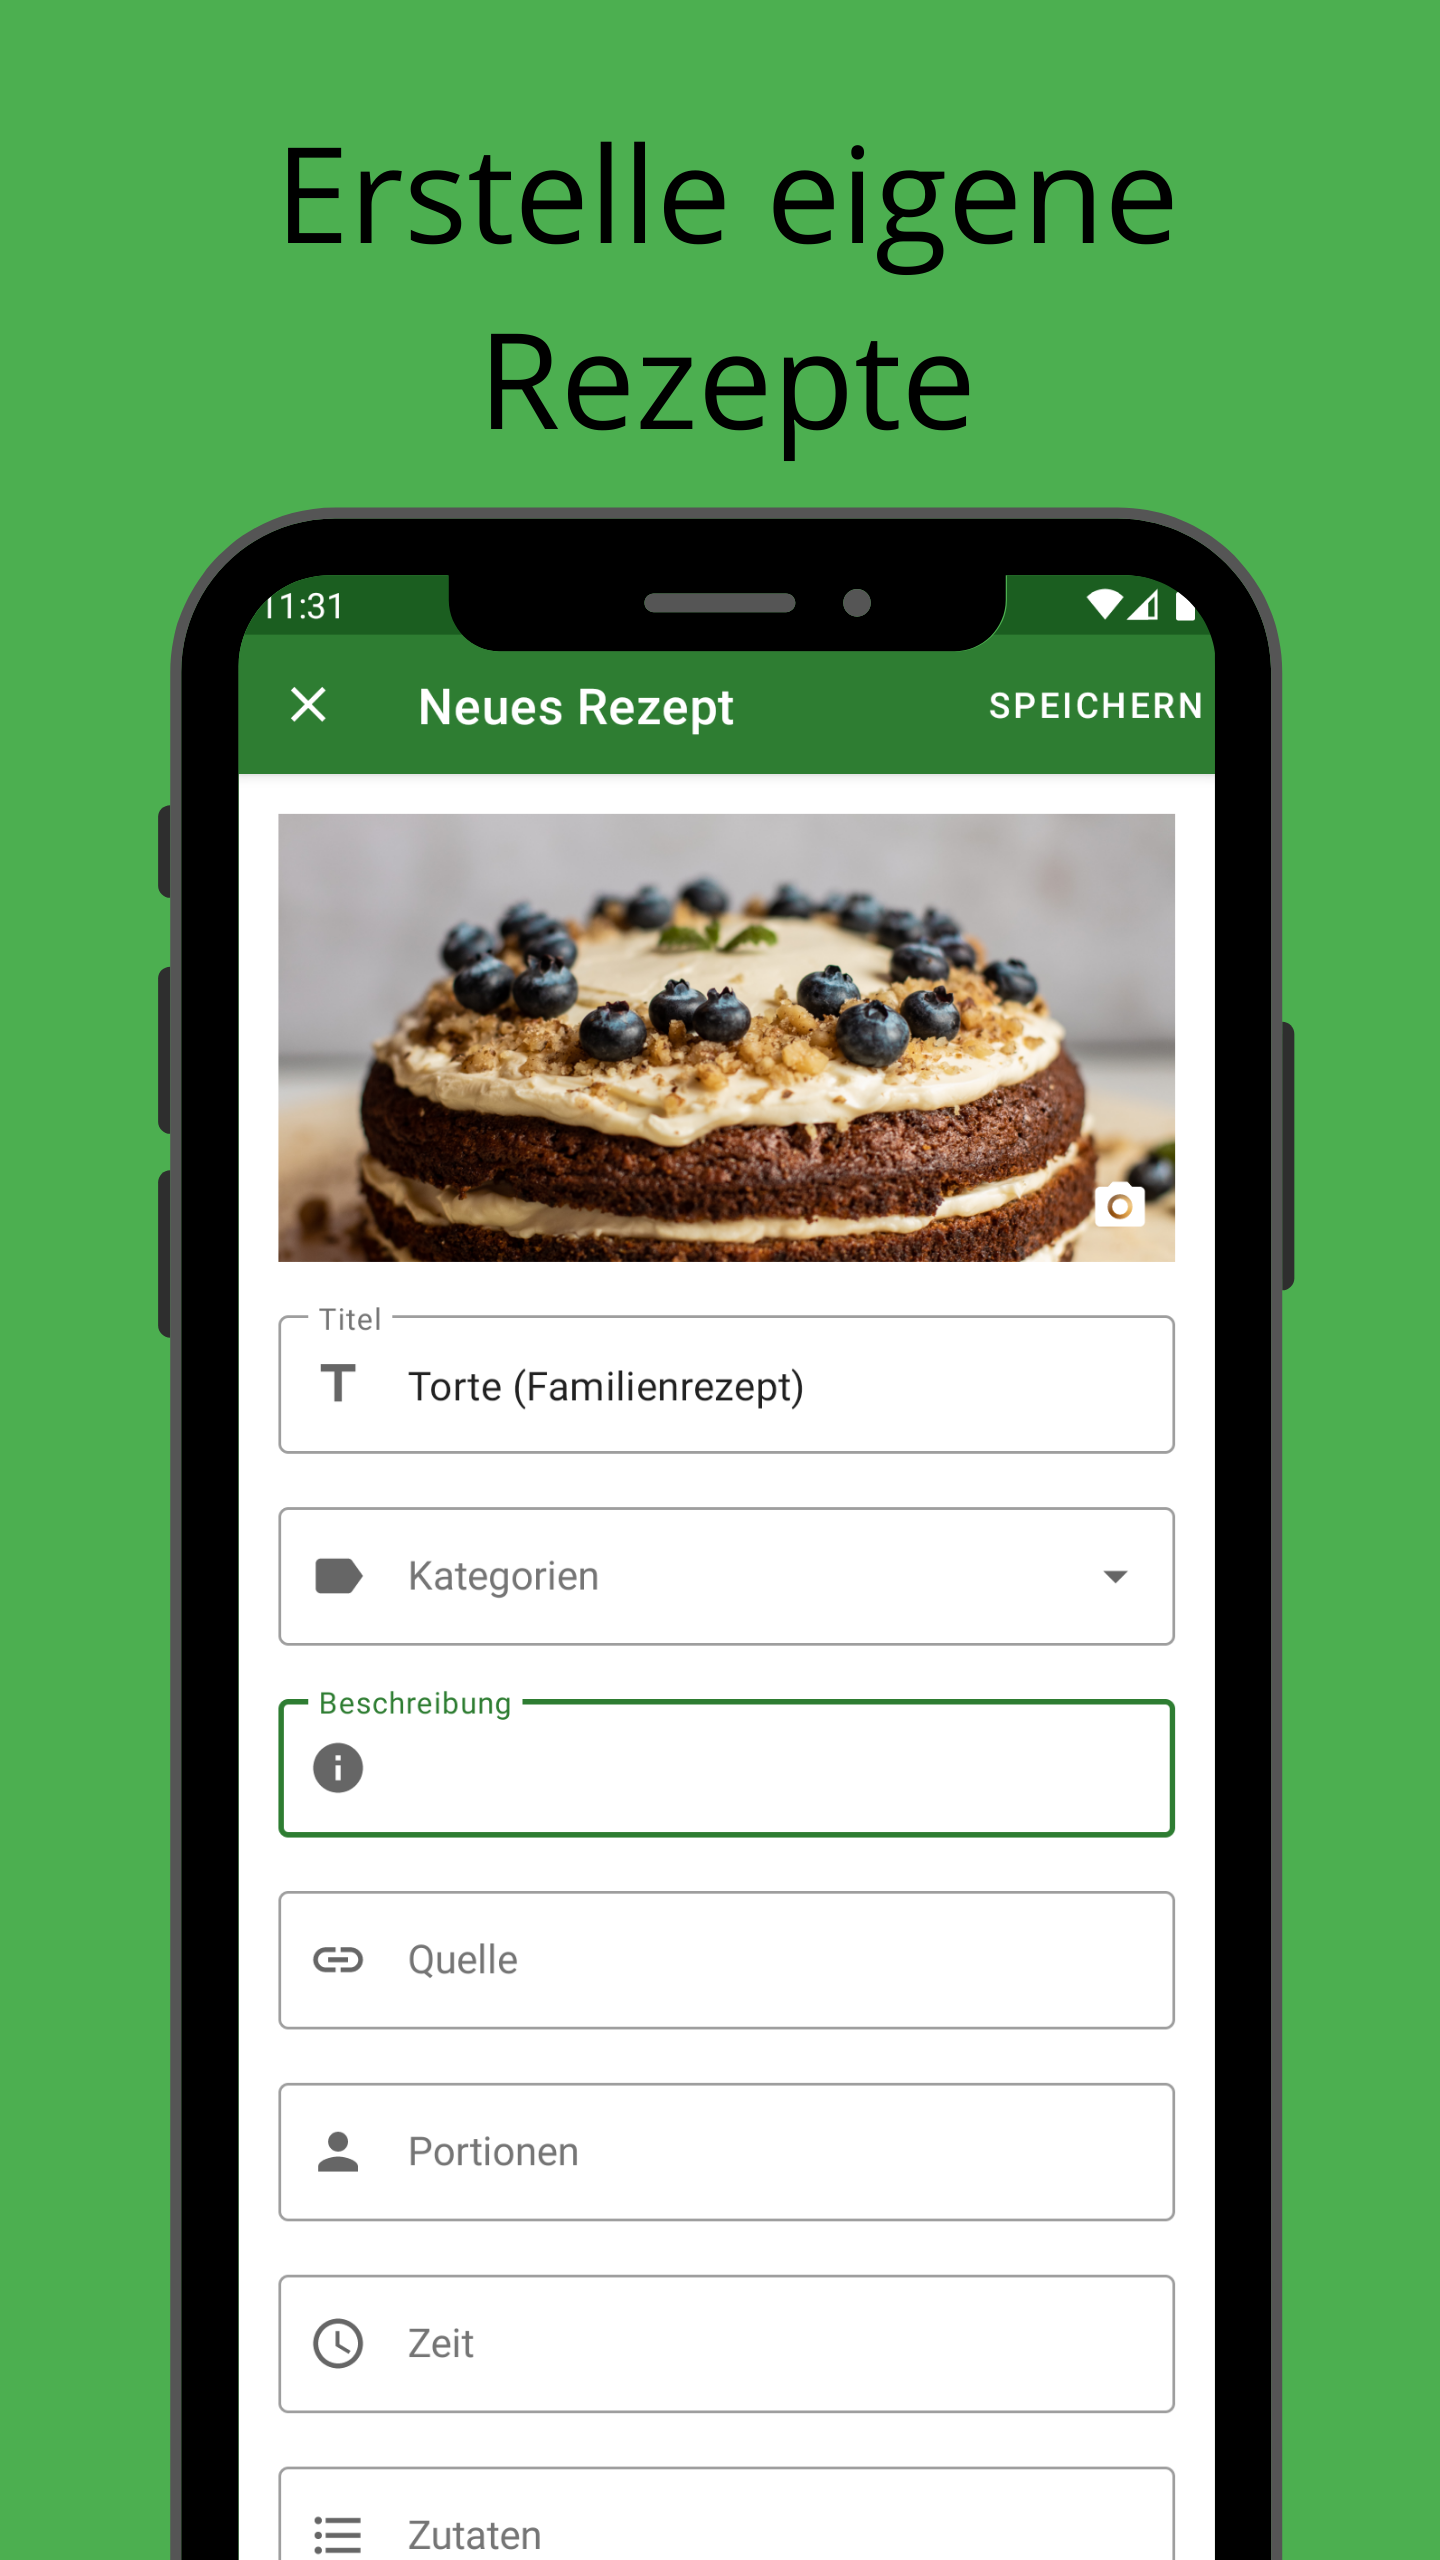 Erstelle eigene
Rezepte
11:31
Neues Rezept
SPEICHERN
Titel
Torte (Familienrezept)
Kategorien
Beschreibung
Quelle
Portionen
Zeit
Zutaten